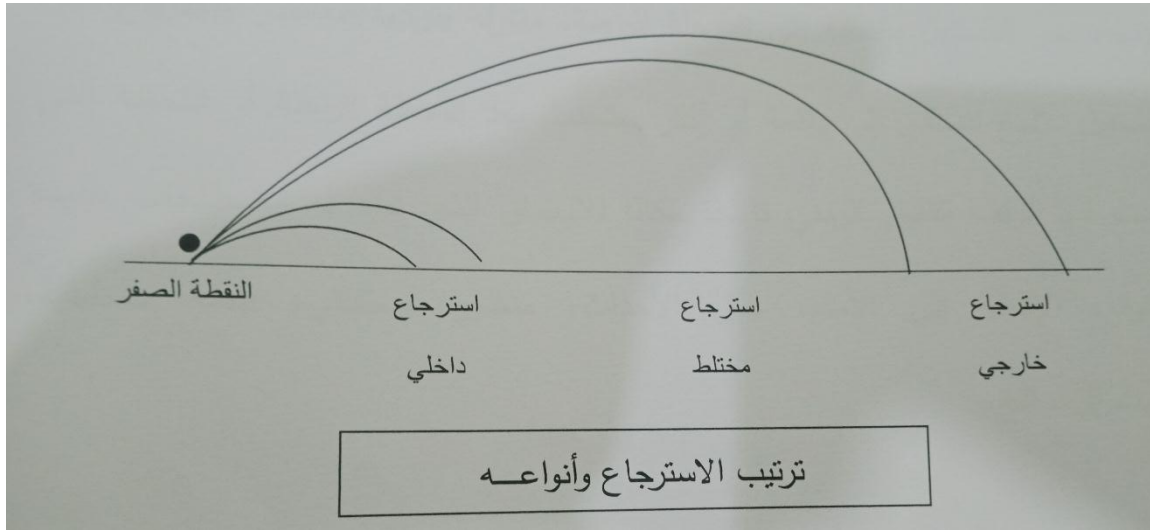 النقطة الصفر
استرجاع داخلي
استرجاع مختلط
استرجاع خارجي
ترتيب الاسترجاع وأنواعـــه